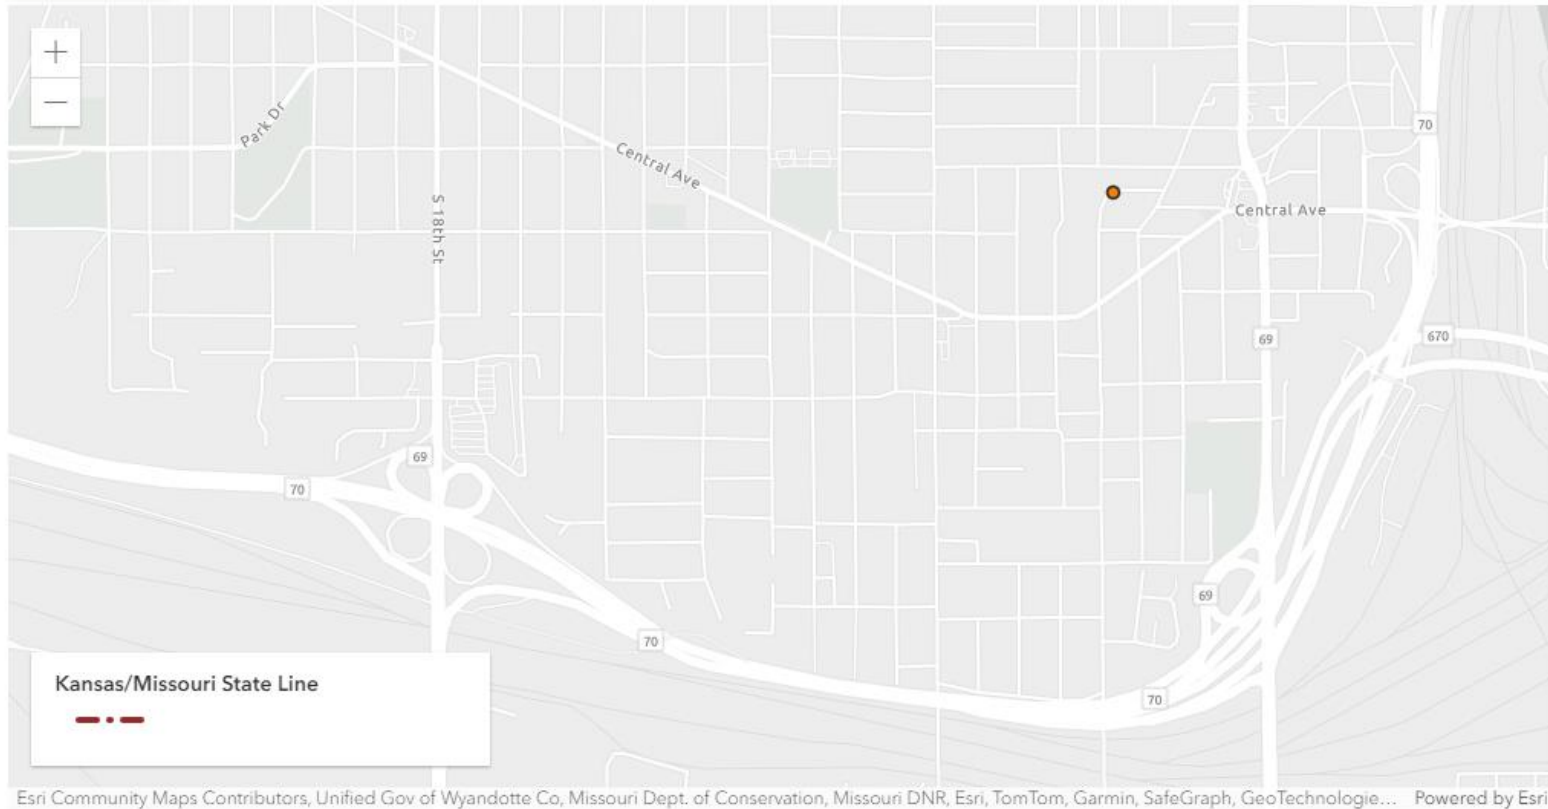 +
−
Park Dr
Central Ave
S 18th St
70
Central Ave
69
670
69
70
69
70
70
Kansas/Missouri State Line
Esri Community Maps Contributors, Unified Gov of Wyandotte Co, Missouri Dept. of Conservation, Missouri DNR, Esri, TomTom, Garmin, SafeGraph, GeoTechnologie... Powered by Esri